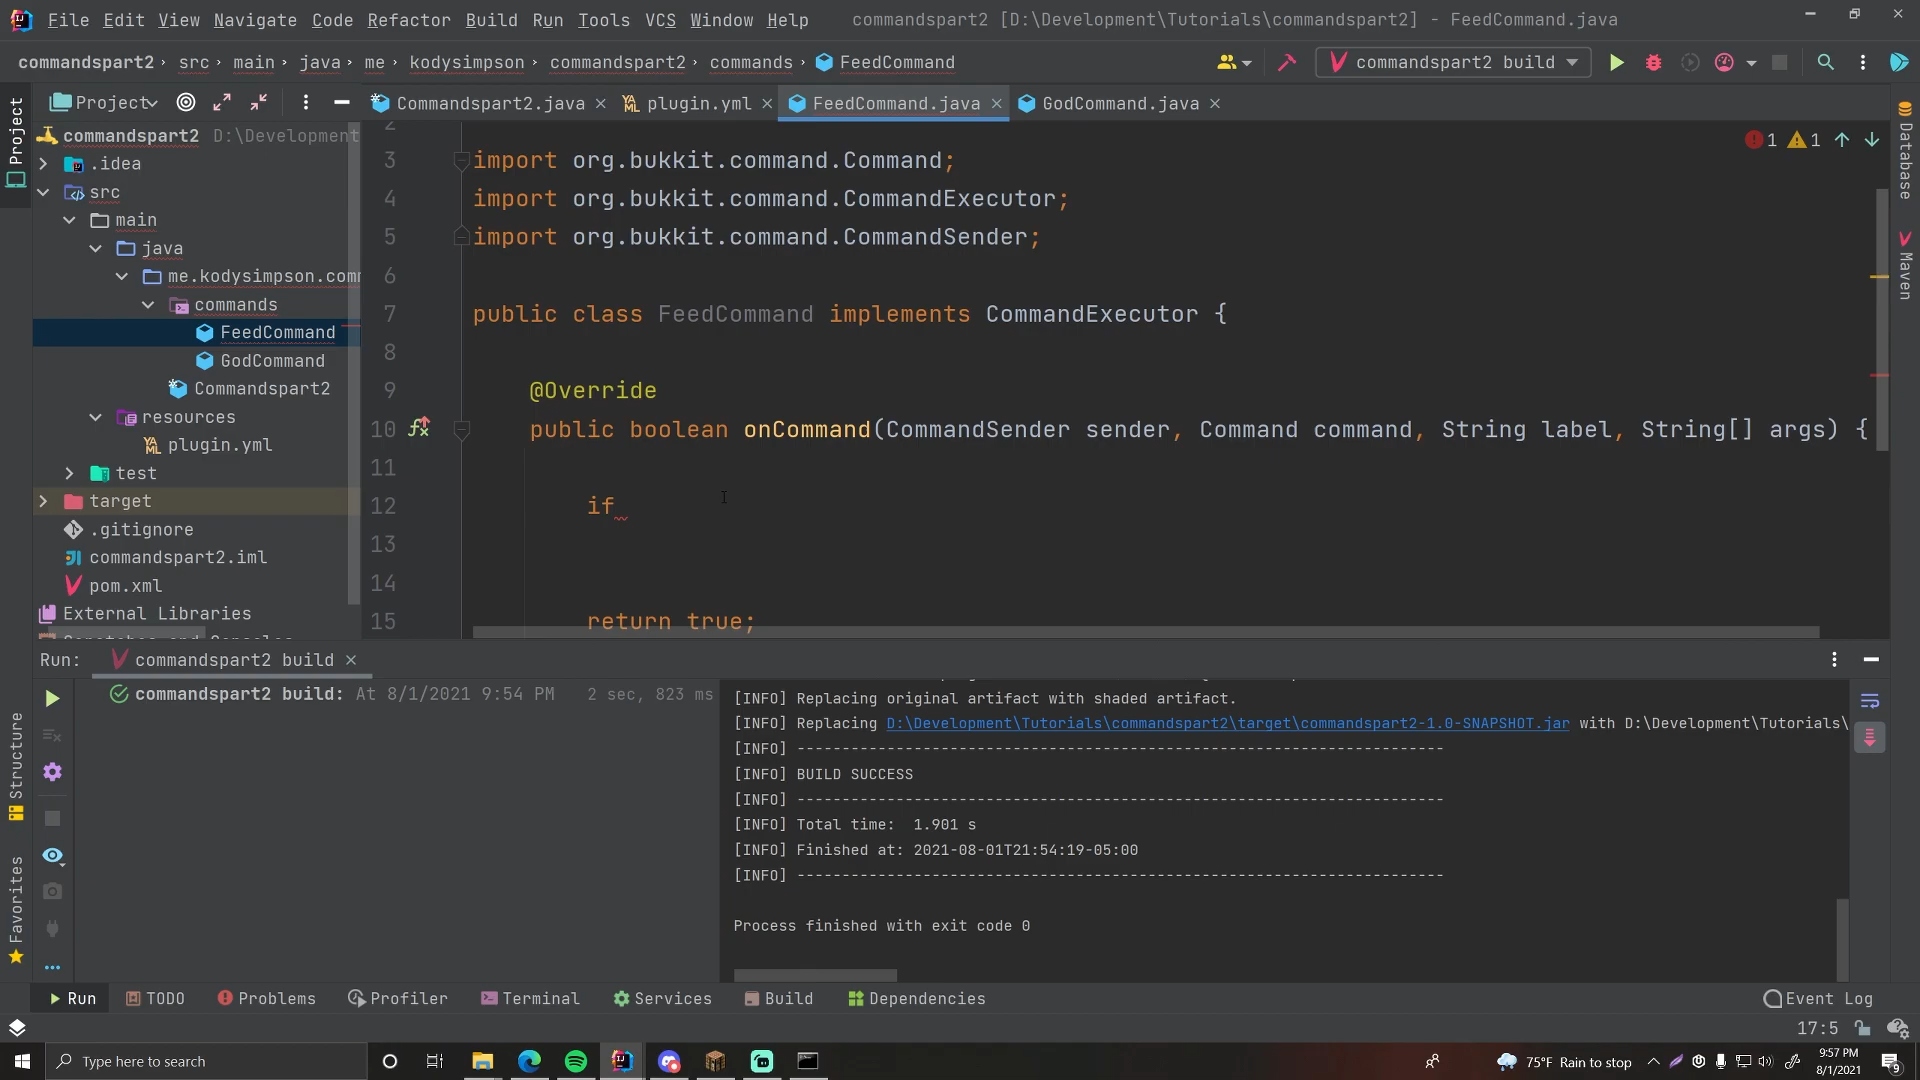 File Edit View Navigate Code Refactor Build Run Tools VCS Window Help commandspart2 [D:\Development\Tutorials\commandspart2] - FeedCommand.java
commandspart2 src main java me kodysimpson commandspart2 commands FeedCommand commandspart2 build
Project Commandspart2.java plugin.yml FeedCommand.java GodCommand.java
Project
commandspart2 D:\Development
.idea
src
main
java
me.kodysimpson.com
commands
FeedCommand
GodCommand
Commandspart2
resources
plugin.yml
test
target
.gitignore
commandspart2.iml
pom.xml
External Libraries
1 1
2
3 import org.bukkit.command.Command;
4 import org.bukkit.command.CommandExecutor;
5 import org.bukkit.command.CommandSender;
6
7 public class FeedCommand implements CommandExecutor {
8
9 @Override
10 public boolean onCommand(CommandSender sender, Command command, String label, String[] args) {
11
12 if
13
14
15 return true;
Database
Maven
Run: commandspart2 build
commandspart2 build: At 8/1/2021 9:54 PM 2 sec, 823 ms
[INFO] Replacing original artifact with shaded artifact.
[INFO] Replacing D:\Development\Tutorials\commandspart2\target\commandspart2-1.0-SNAPSHOT.jar with D:\Development\Tutorials\
[INFO] ------------------------------------------------------------------------
[INFO] BUILD SUCCESS
[INFO] ------------------------------------------------------------------------
[INFO] Total time:  1.901 s
[INFO] Finished at: 2021-08-01T21:54:19-05:00
[INFO] ------------------------------------------------------------------------
Process finished with exit code 0
Structure
Favorites
Run TODO Problems Profiler Terminal Services Build Dependencies Event Log
17:5
Type here to search 75°F Rain to stop 9:57 PM
8/1/2021
9